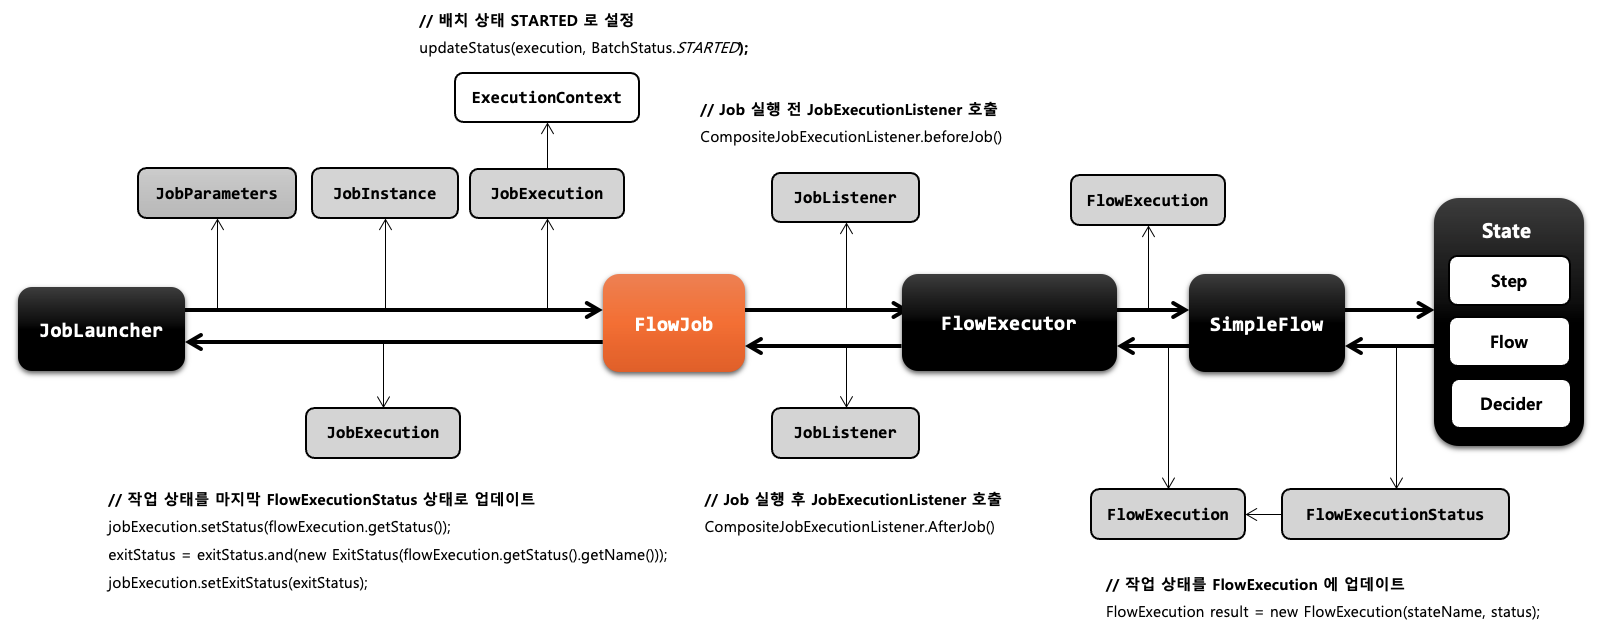 // 배치 상태 STARTED 로 설정
updateStatus(execution, BatchStatus.STARTED);
ExecutionContext
// Job 실행 전 JobExecutionListener 호출
CompositeJobExecutionListener.beforeJob()
JobParameters
JobInstance
JobExecution
JobListener
FlowExecution
State
Step
Flow
Decider
JobLauncher
FlowJob
FlowExecutor
SimpleFlow
JobExecution
JobListener
// 작업 상태를 마지막 FlowExecutionStatus 상태로 업데이트
jobExecution.setStatus(flowExecution.getStatus());
exitStatus = exitStatus.and(new ExitStatus(flowExecution.getStatus().getName()));
jobExecution.setExitStatus(exitStatus);
// Job 실행 후 JobExecutionListener 호출
CompositeJobExecutionListener.AfterJob()
FlowExecution
FlowExecutionStatus
// 작업 상태를 FlowExecution 에 업데이트
FlowExecution result = new FlowExecution(stateName, status);